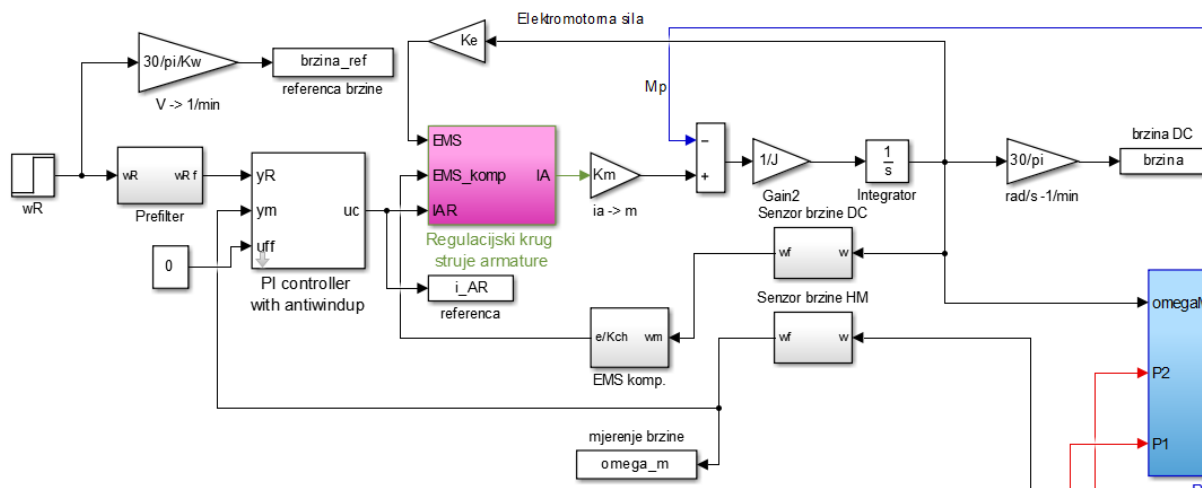 Elektromotorna sila
Ke
30/pi/Kw
V -> 1/min
brzina_ref
referenca brzine
Mp
wR
wR
wR f
Prefilter
yR
ym
uff
uc
PI controller
with antiwindup
0
EMS
EMS_komp
IAR
IA
Regulacijski krug
struje armature
i_AR
referenca
Km
ia -> m
−
+
1/J
Gain2
1
s
Integrator
30/pi
rad/s -1/min
brzina DC
brzina
Senzor brzine DC
wf
w
Senzor brzine HM
wf
w
e/Kch
wm
EMS komp.
mjerenje brzine
omega_m
P2
P1